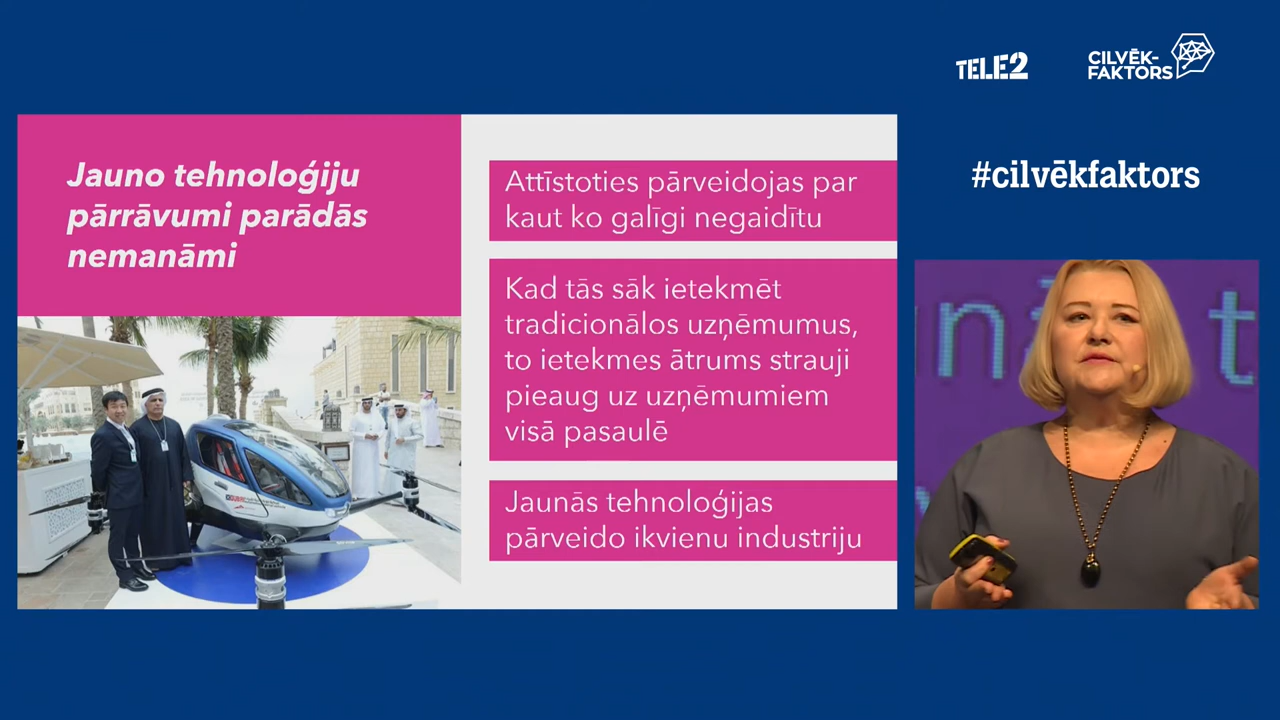 TELE2
CILVĒK-
FAKTORS
Jauno tehnoloģiju
pārrāvumi parādās
nemanāmi
Attīstoties pārveidojas par
kaut ko galīgi negaidītu
Kad tās sāk ietekmēt
tradicionālos uzņēmumus,
to ietekmes ātrums strauji
pieaug uz uzņēmumiem
visā pasaulē
Jaunās tehnoloģijas
pārveido ikvienu industriju
#cilvēkfaktors